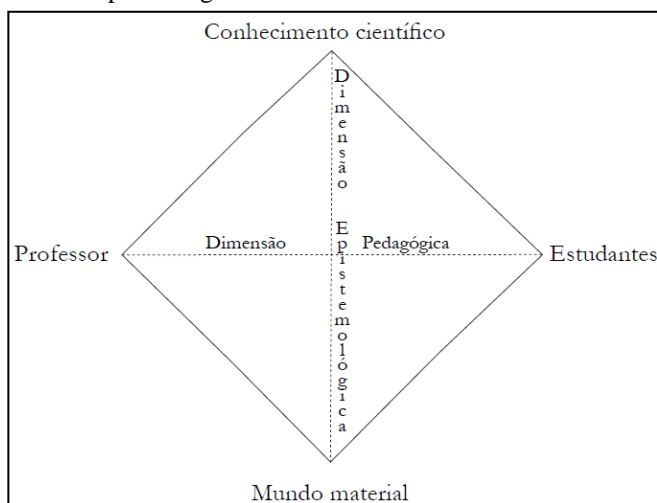 Conhecimento científico
Dimensão
Epistemológica
Dimensão Pedagógica
Professor
Estudantes
Mundo material